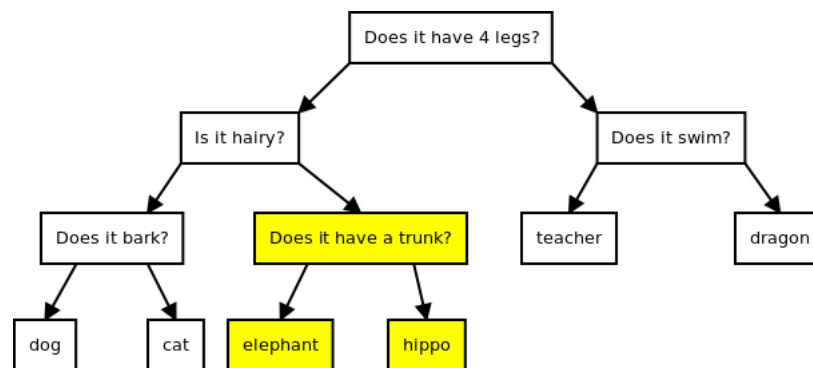 Does it have 4 legs?
Is it hairy?
Does it swim?
Does it bark?
Does it have a trunk?
teacher
dragon
dog
cat
elephant
hippo